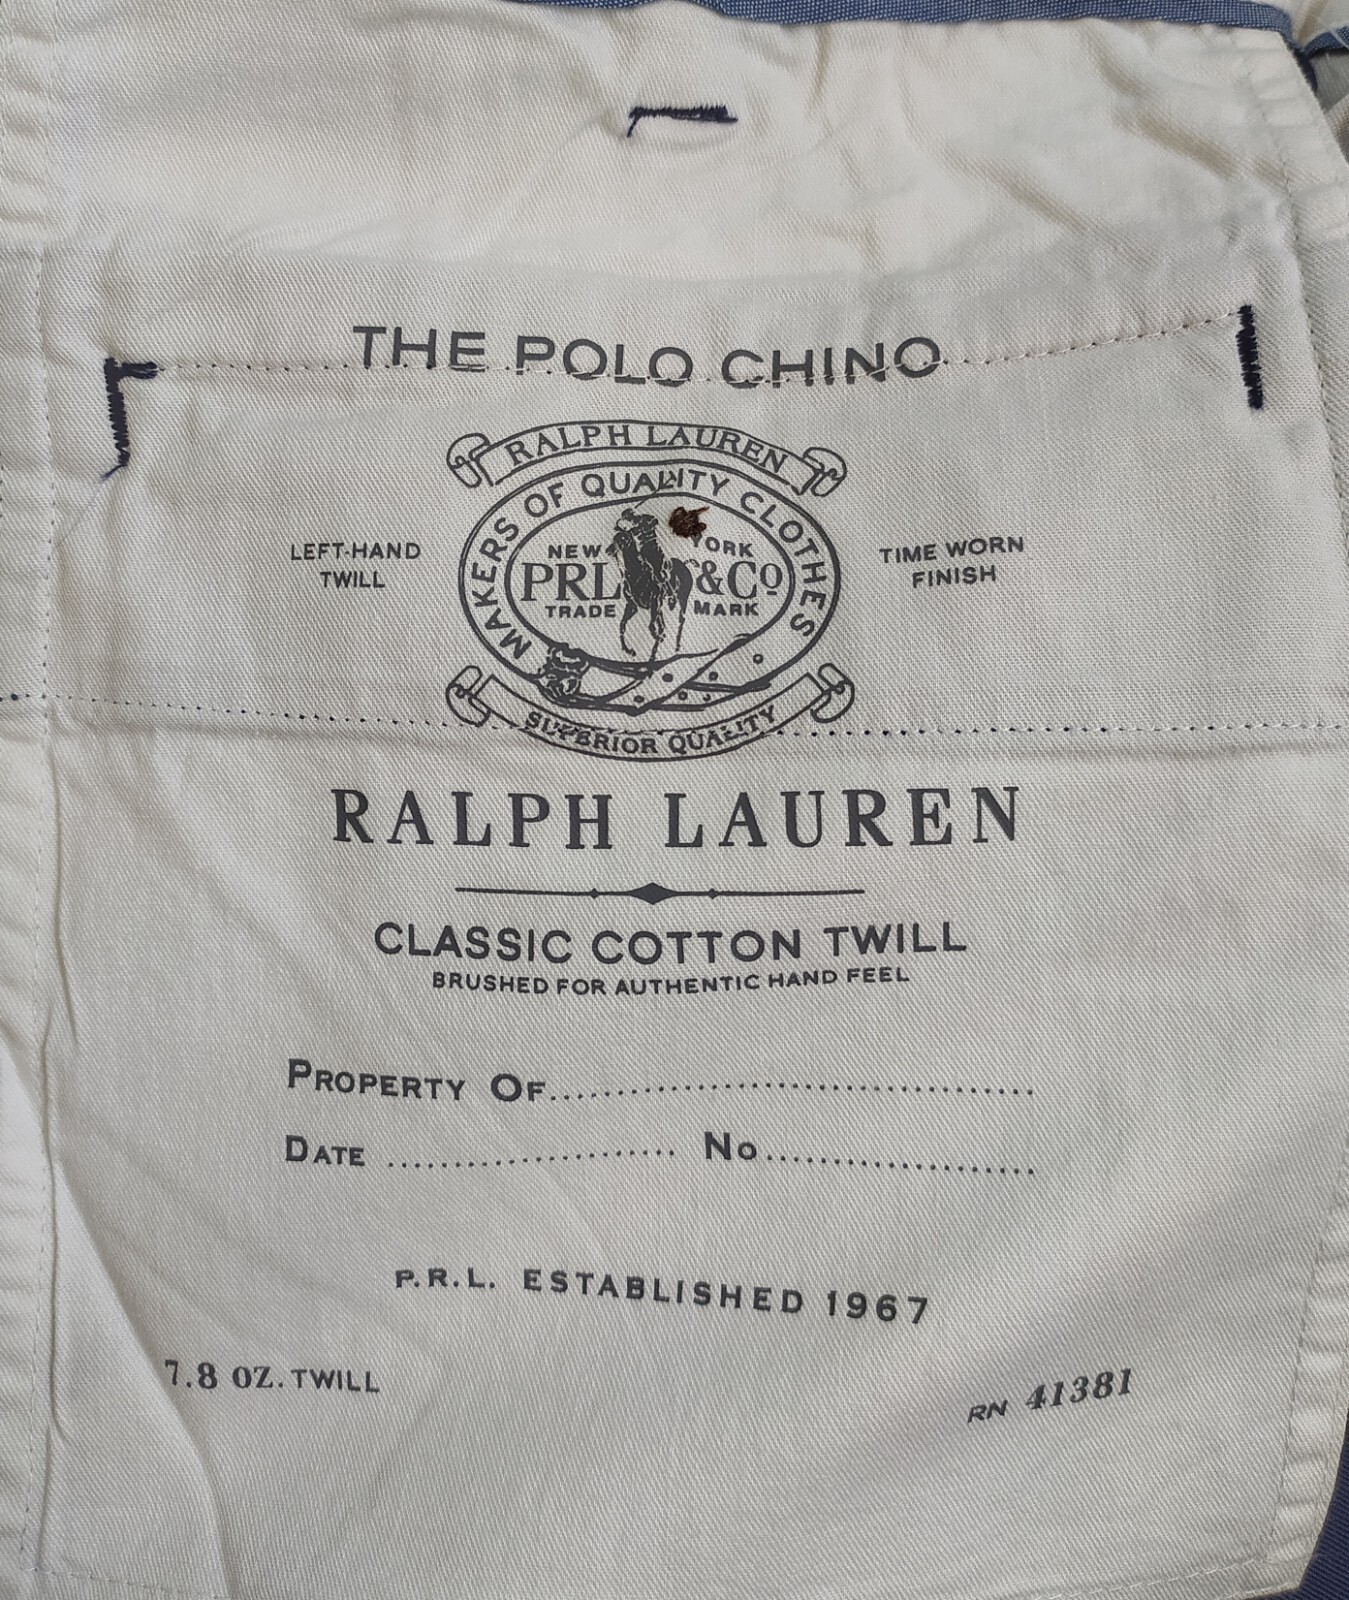 THE POLO CHINO
RALPH LAUREN
MAKERS OF QUALITY CLOTHES
LEFT-HAND
TWILL
NEW YORK
PRL &Cº
TRADE MARK
TIME WORN
FINISH
SUPERIOR QUALITY
RALPH LAUREN
CLASSIC COTTON TWILL
BRUSHED FOR AUTHENTIC HAND FEEL
PROPERTY OF
DATE No
P.R.L. ESTABLISHED 1967
7.8 OZ. TWILL
RN 41381